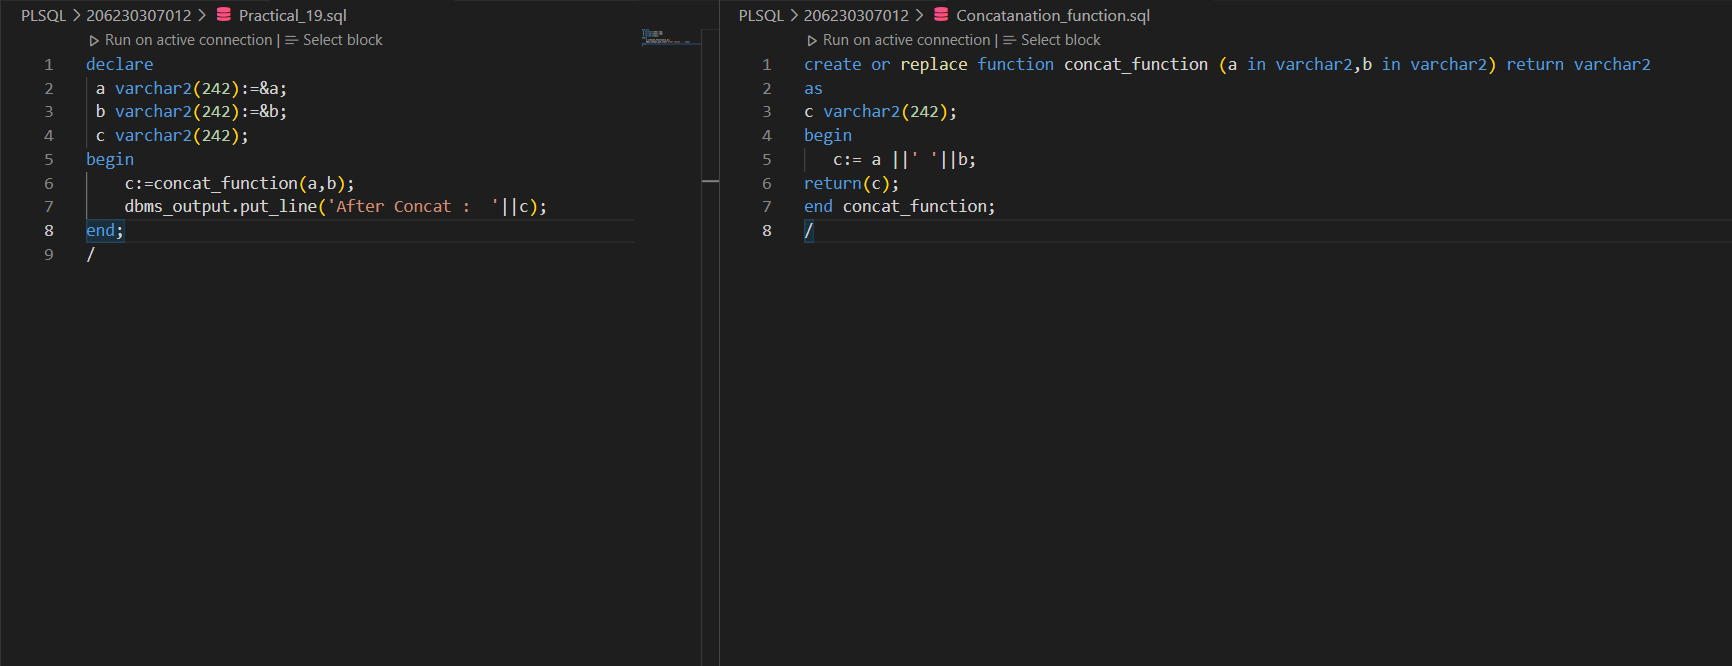 PLSQL > 206230307012 > Practical_19.sql
Run on active connection | Select block
1 declare
2 a varchar2(242):=&a;
3 b varchar2(242):=&b;
4 c varchar2(242);
5 begin
6 c:=concat_function(a,b);
7 dbms_output.put_line('After Concat :  '||c);
8 end;
9 /
PLSQL > 206230307012 > Concatanation_function.sql
Run on active connection | Select block
1 create or replace function concat_function (a in varchar2,b in varchar2) return varchar2
2 as
3 c varchar2(242);
4 begin
5 c:= a ||' '||b;
6 return(c);
7 end concat_function;
8 /